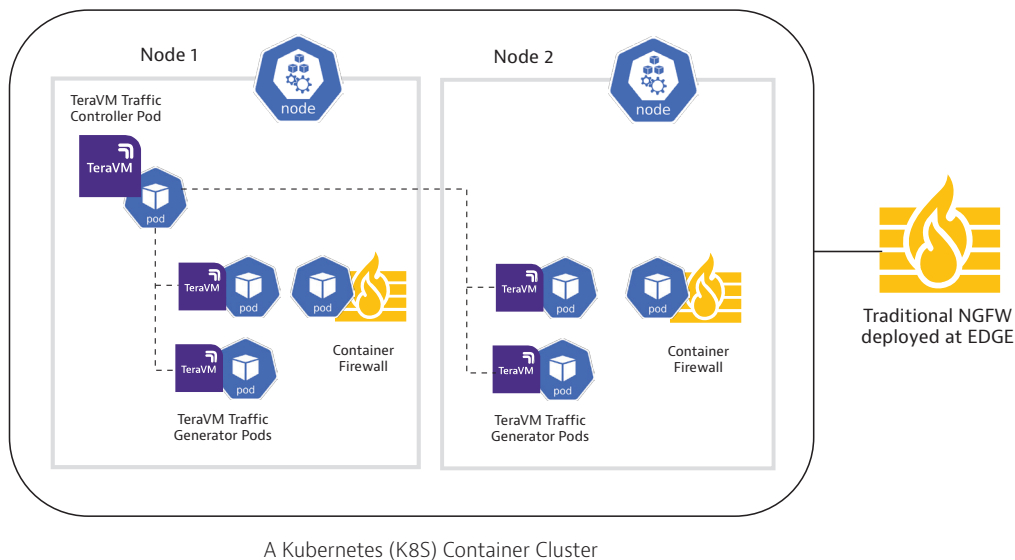 Node 1
node
TeraVM Traffic
Controller Pod
TeraVM
pod
TeraVM
pod
pod
Container
Firewall
TeraVM
pod
TeraVM Traffic
Generator Pods
Node 2
node
TeraVM
pod
pod
Container
Firewall
TeraVM
pod
TeraVM Traffic
Generator Pods
Traditional NGFW
deployed at EDGE
A Kubernetes (K8S) Container Cluster